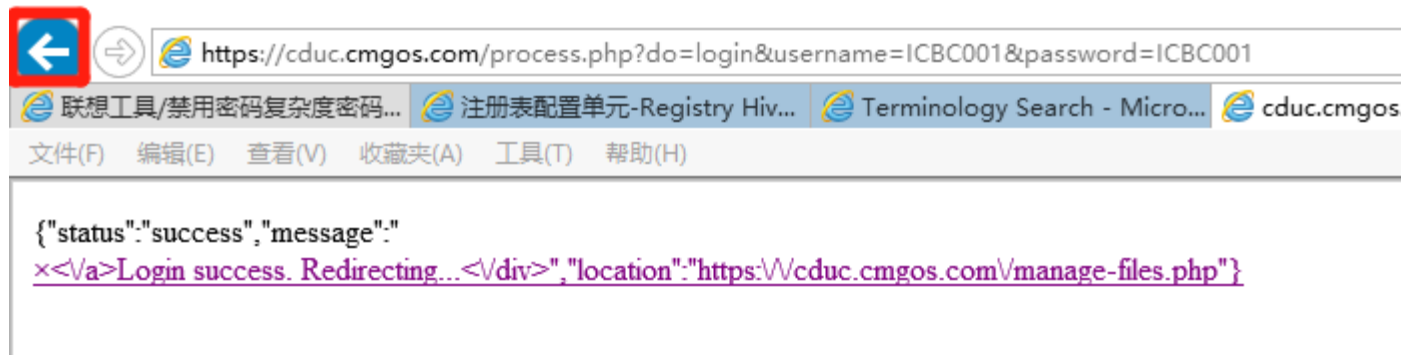 https://cduc.cmgos.com/process.php?do=login&username=ICBC001&password=ICBC001
联想工具/禁用密码复杂度密码... 注册表配置单元-Registry Hiv... Terminology Search - Micro... cduc.cmgos.
文件(F) 编辑(E) 查看(V) 收藏夹(A) 工具(T) 帮助(H)
{"status":"success","message":"
×<\/a>Login success. Redirecting...<\/div>","location":"https:\/\/cduc.cmgos.com\/manage-files.php"}